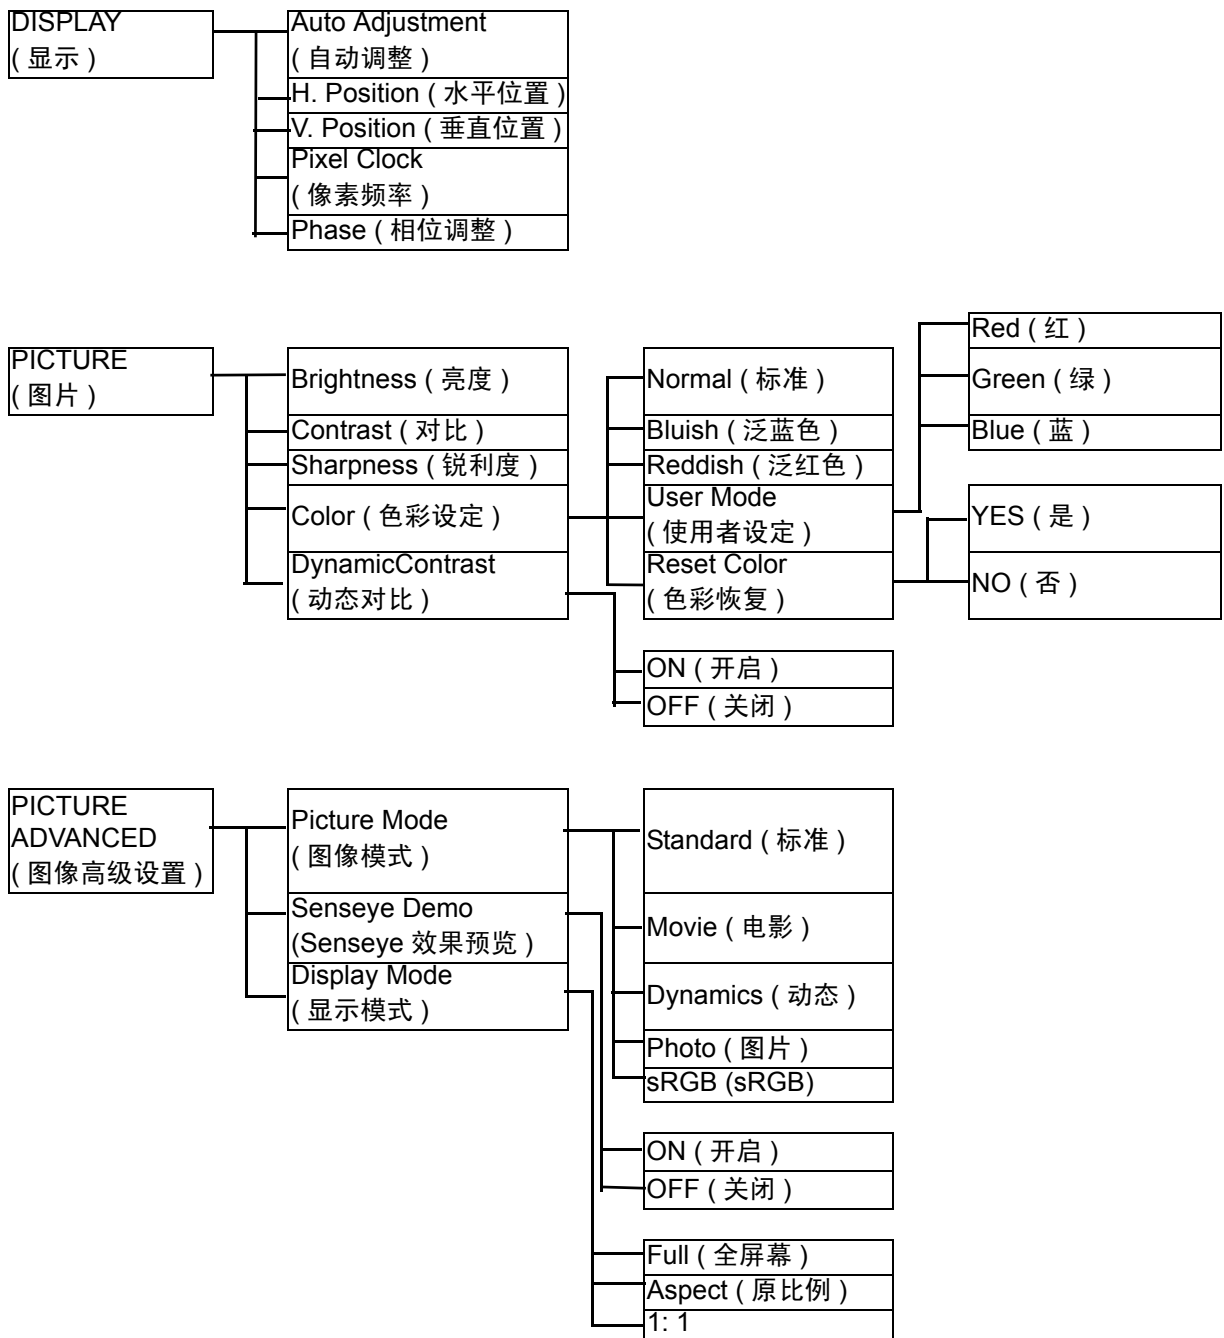 DISPLAY
( 显示 )
Auto Adjustment
( 自动调整 )
H. Position ( 水平位置 )
V. Position ( 垂直位置 )
Pixel Clock
( 像素频率 )
Phase ( 相位调整 )
PICTURE
( 图片 )
Brightness ( 亮度 )
Contrast ( 对比 )
Sharpness ( 锐利度 )
Color ( 色彩设定 )
DynamicContrast
( 动态对比 )
Normal ( 标准 )
Bluish ( 泛蓝色 )
Reddish ( 泛红色 )
User Mode
( 使用者设定 )
Reset Color
( 色彩恢复 )
Red ( 红 )
Green ( 绿 )
Blue ( 蓝 )
YES ( 是 )
NO ( 否 )
ON ( 开启 )
OFF ( 关闭 )
PICTURE
ADVANCED
( 图像高级设置 )
Picture Mode
( 图像模式 )
Senseye Demo
(Senseye 效果预览 )
Display Mode
( 显示模式 )
Standard ( 标准 )
Movie ( 电影 )
Dynamics ( 动态 )
Photo ( 图片 )
sRGB (sRGB)
ON ( 开启 )
OFF ( 关闭 )
Full ( 全屏幕 )
Aspect ( 原比例 )
1: 1